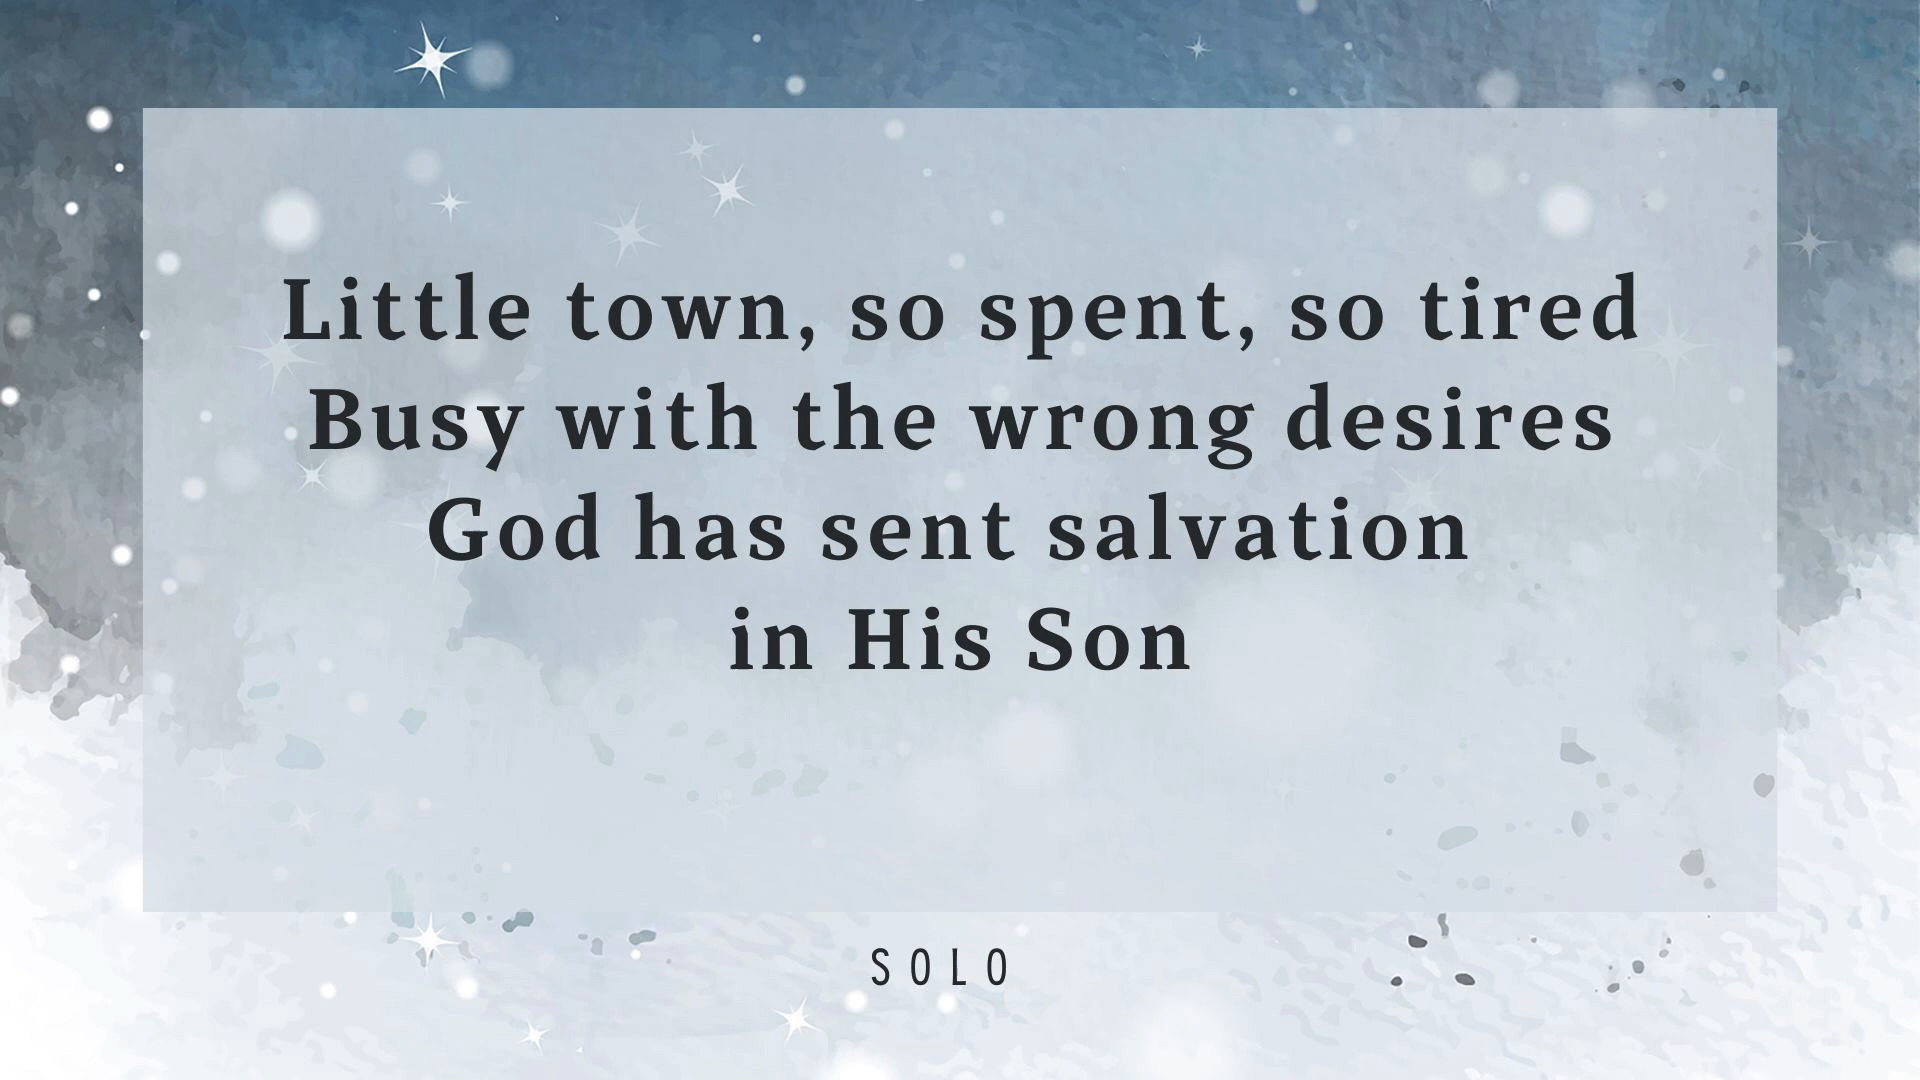 Little town, so spent, so tired
Busy with the wrong desires
God has sent salvation
in His Son
SOLO